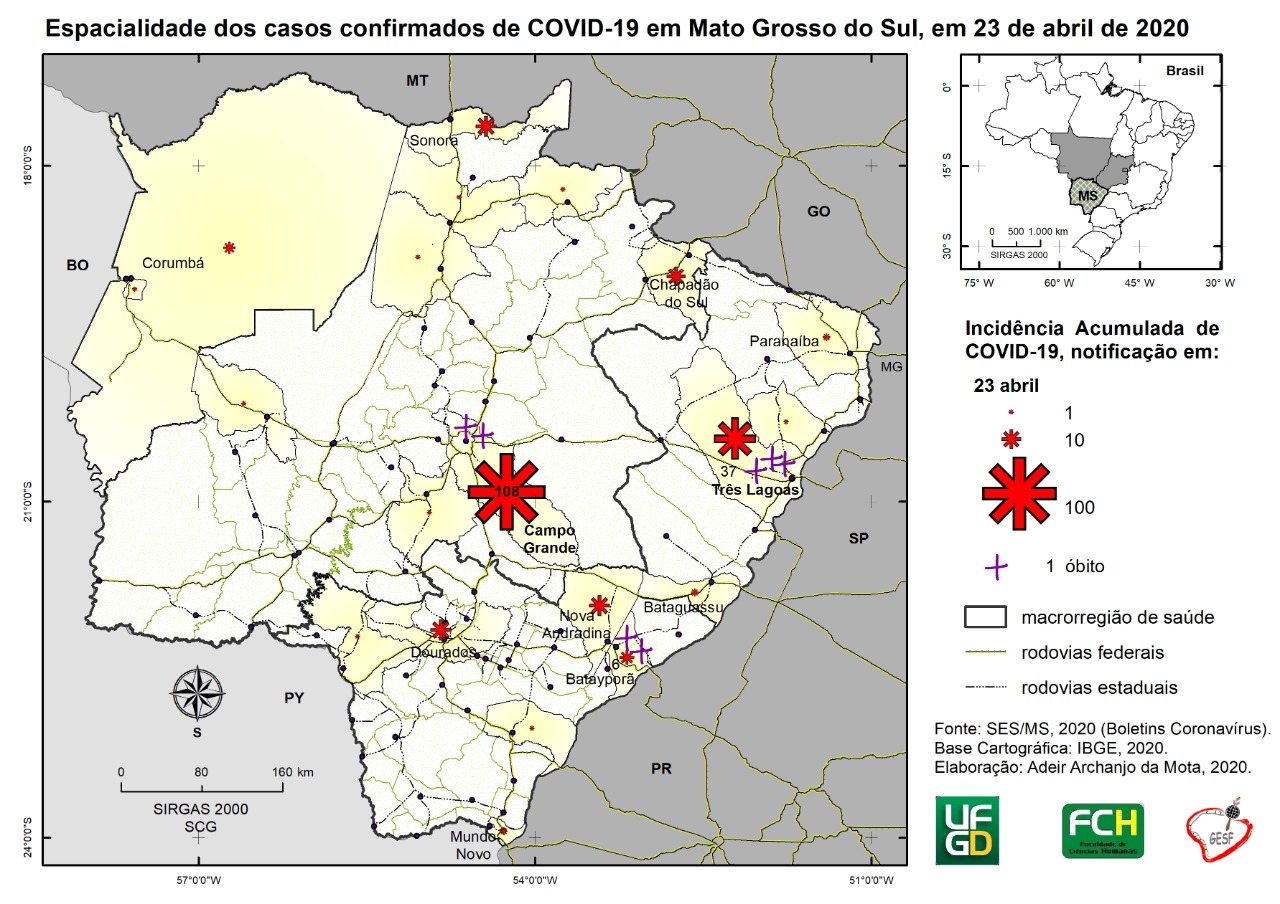 Espacialidade dos casos confirmados de COVID-19 em Mato Grosso do Sul, em 23 de abril de 2020
MT
Sonora
18°0'0"S
GO
BO
Corumbá
Chapadão
do Sul
Paranaíba
MG
37
Três Lagoas
108
21°0'0"S
Campo
Grande
SP
Nova
Andradina
Bataguassu
Dourados
6
Batayporã
PY
S
0 80 160 km
SIRGAS 2000
SCG
PR
Mundo
Novo
24°0'0"S
57°0'0"W 54°0'0"W 51°0'0"W
Brasil
0°
15° S
30° S
MS
0 500 1.000 km
SIRGAS 2000
75° W 60° W 45° W 30° W
Incidência Acumulada de
COVID-19, notificação em:
23 abril
1
10
100
1 óbito
macrorregião de saúde
rodovias federais
rodovias estaduais
Fonte: SES/MS, 2020 (Boletins Coronavírus).
Base Cartográfica: IBGE, 2020.
Elaboração: Adeir Archanjo da Mota, 2020.
UF
GD
FCH
Faculdade de
Ciências Humanas
GESF